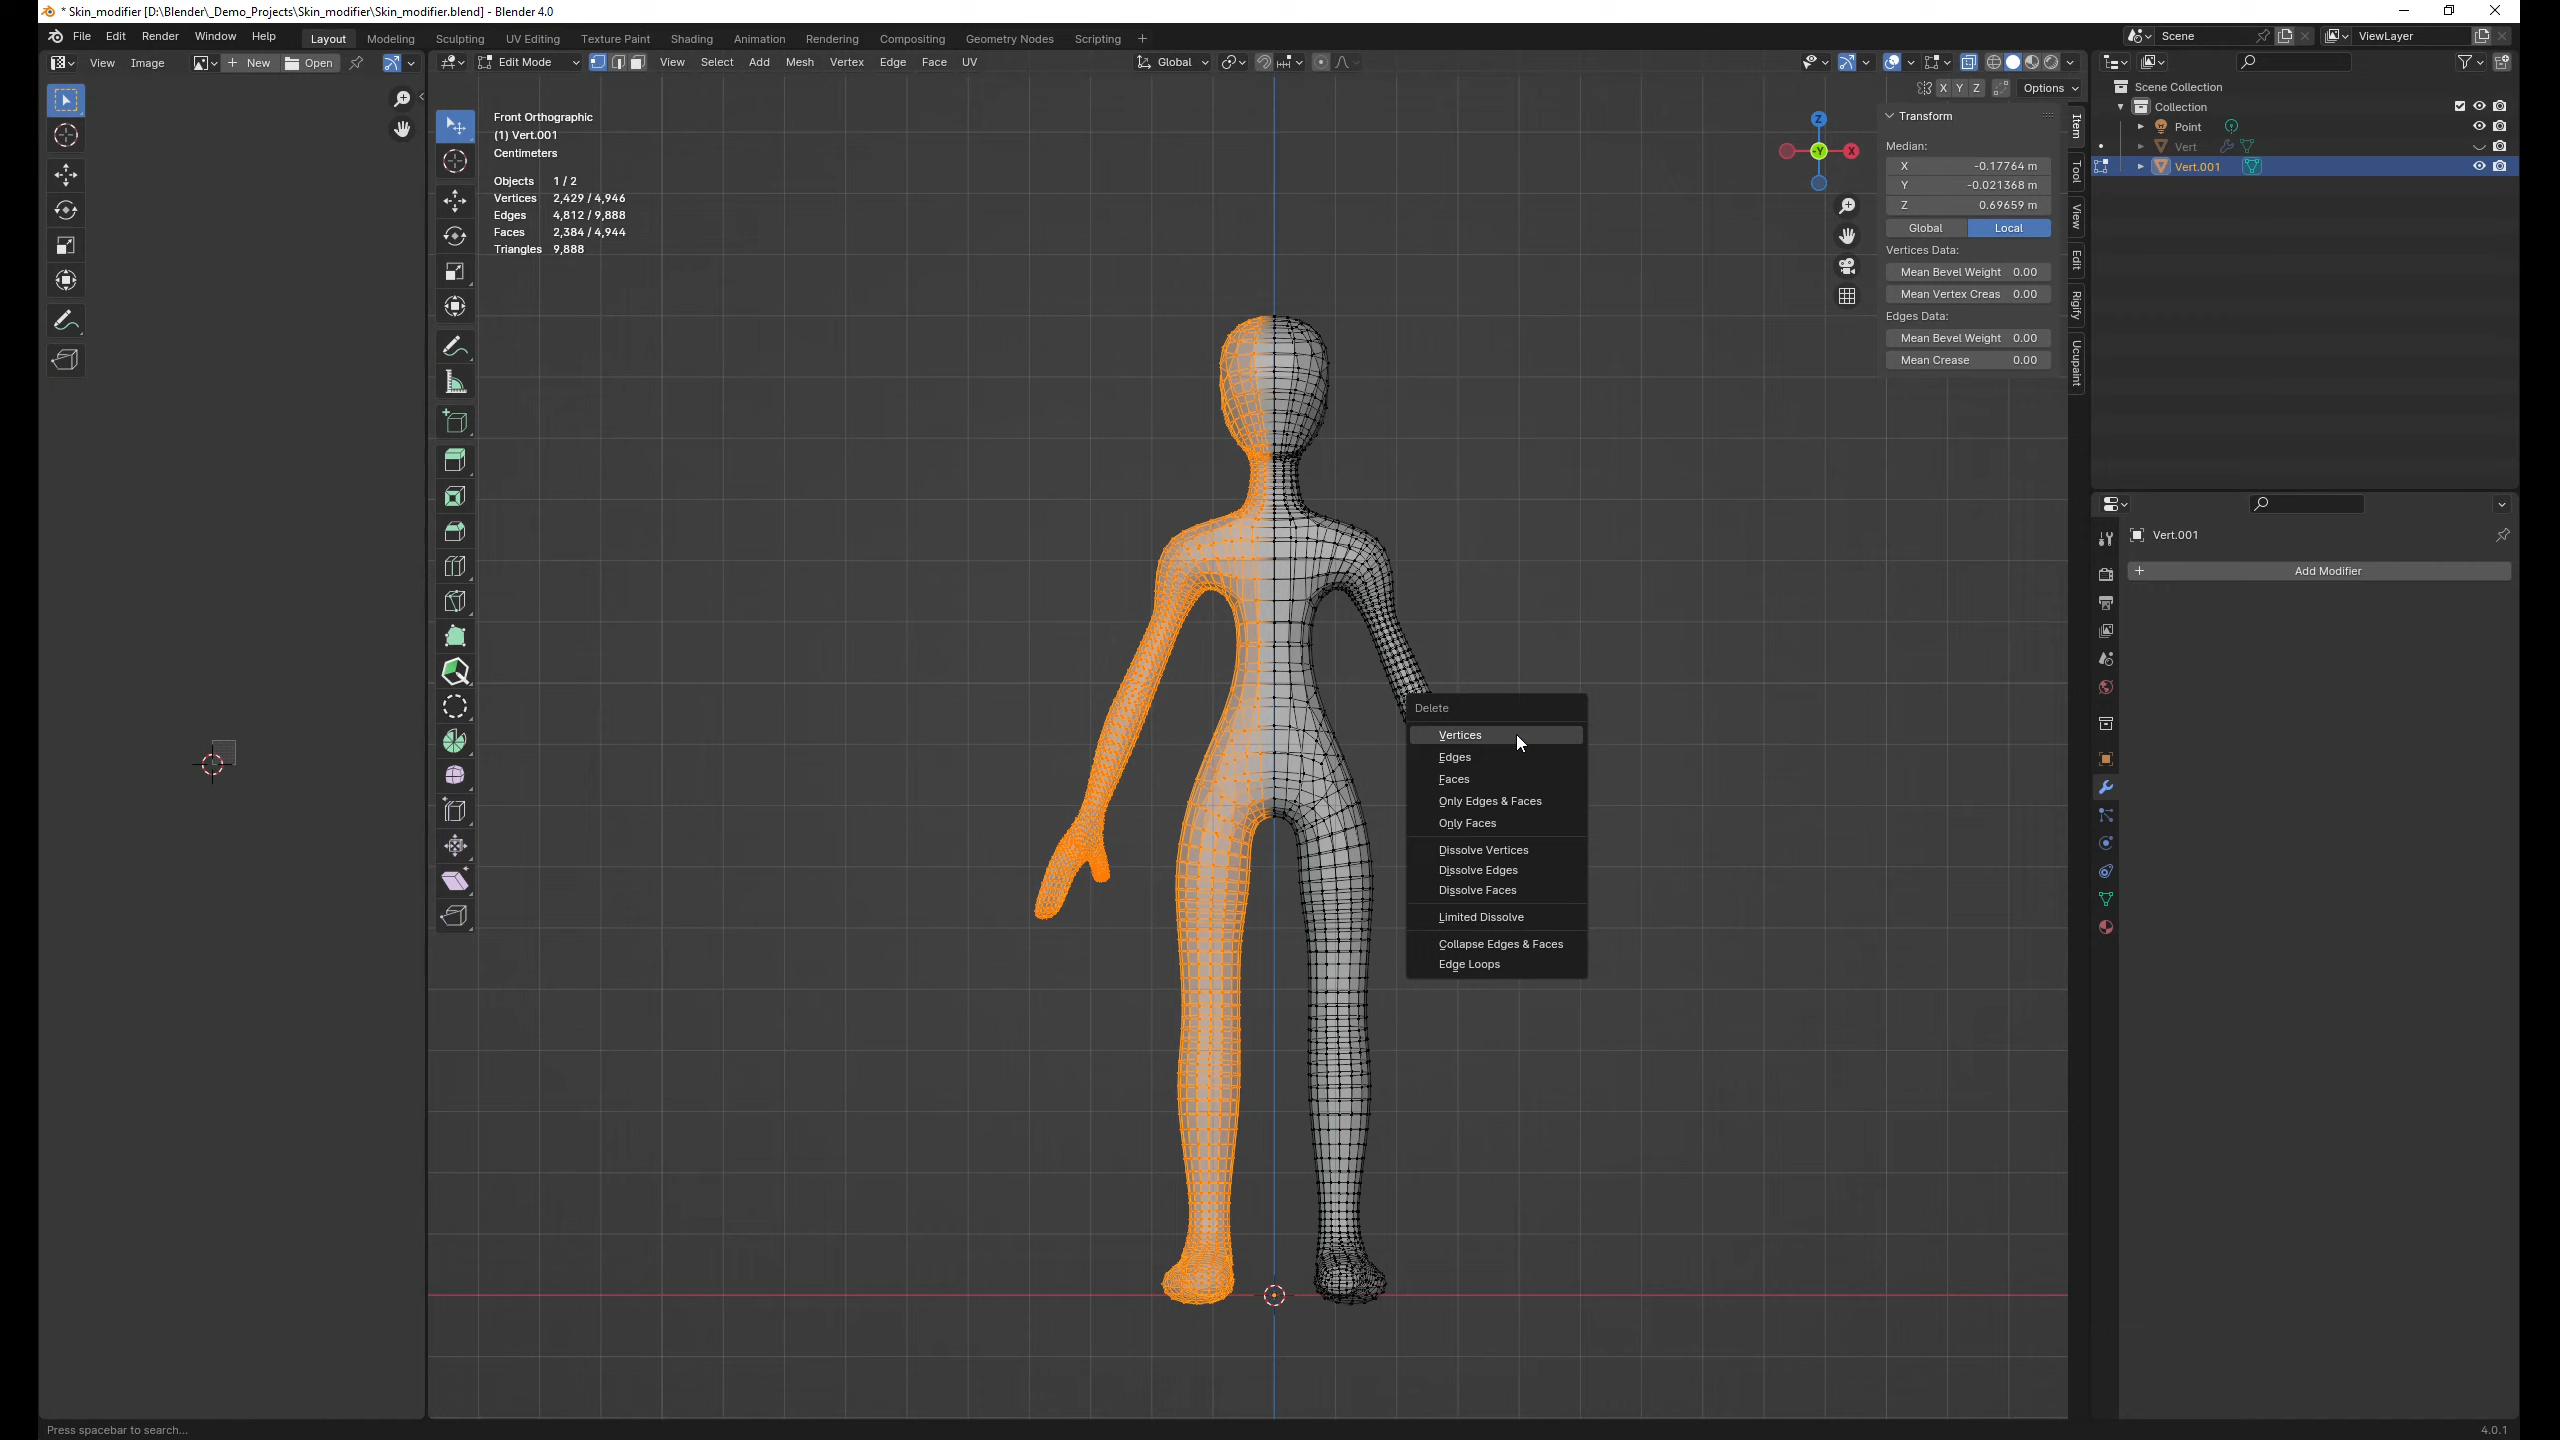 * Skin_modifier [D:\Blender\_Demo_Projects\Skin_modifier\Skin_modifier.blend] - Blender 4.0
File Edit Render Window Help Layout Modeling Sculpting UV Editing Texture Paint Shading Animation Rendering Compositing Geometry Nodes Scripting + Scene ViewLayer
View Image New Open Edit Mode View Select Add Mesh Vertex Edge Face UV Global
X Y Z Options
Front Orthographic
(1) Vert.001
Centimeters
Objects 1 / 2
Vertices 2,429 / 4,946
Edges 4,812 / 9,888
Faces 2,384 / 4,944
Triangles 9,888
Z
-Y
X
Transform
Median:
X -0.17764 m
Y -0.021368 m
Z 0.69659 m
Global Local
Vertices Data:
Mean Bevel Weight 0.00
Mean Vertex Creas 0.00
Edges Data:
Mean Bevel Weight 0.00
Mean Crease 0.00
Item
Tool
View
Edit
Rigify
Ucupaint
Scene Collection
Collection
Point
Vert
Vert.001
Vert.001
Add Modifier
Delete
Vertices
Edges
Faces
Only Edges & Faces
Only Faces
Dissolve Vertices
Dissolve Edges
Dissolve Faces
Limited Dissolve
Collapse Edges & Faces
Edge Loops
Press spacebar to search...
4.0.1